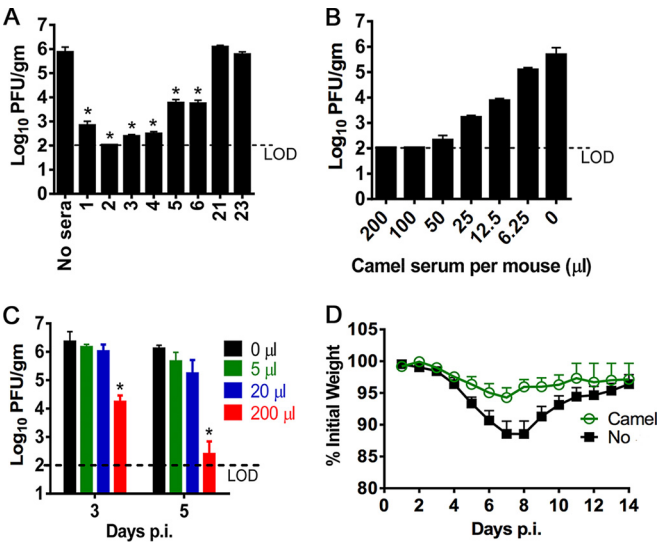 A
Log10 PFU/gm
7
6
5
4
3
2
1
0
* * * * * *
LOD
No sera 1 2 3 4 5 6 21 23
B
Log10 PFU/gm
7
6
5
4
3
2
1
0
LOD
200 100 50 25 12.5 6.25 0
Camel serum per mouse (µl)
C
Log10 PFU/gm
7
6
5
4
3
2
1
* *
0 µl
5 µl
20 µl
200 µl
LOD
3 5
Days p.i.
D
% Initial Weight
105
100
95
90
85
80
Camel
No
0 2 4 6 8 10 12 14
Days p.i.